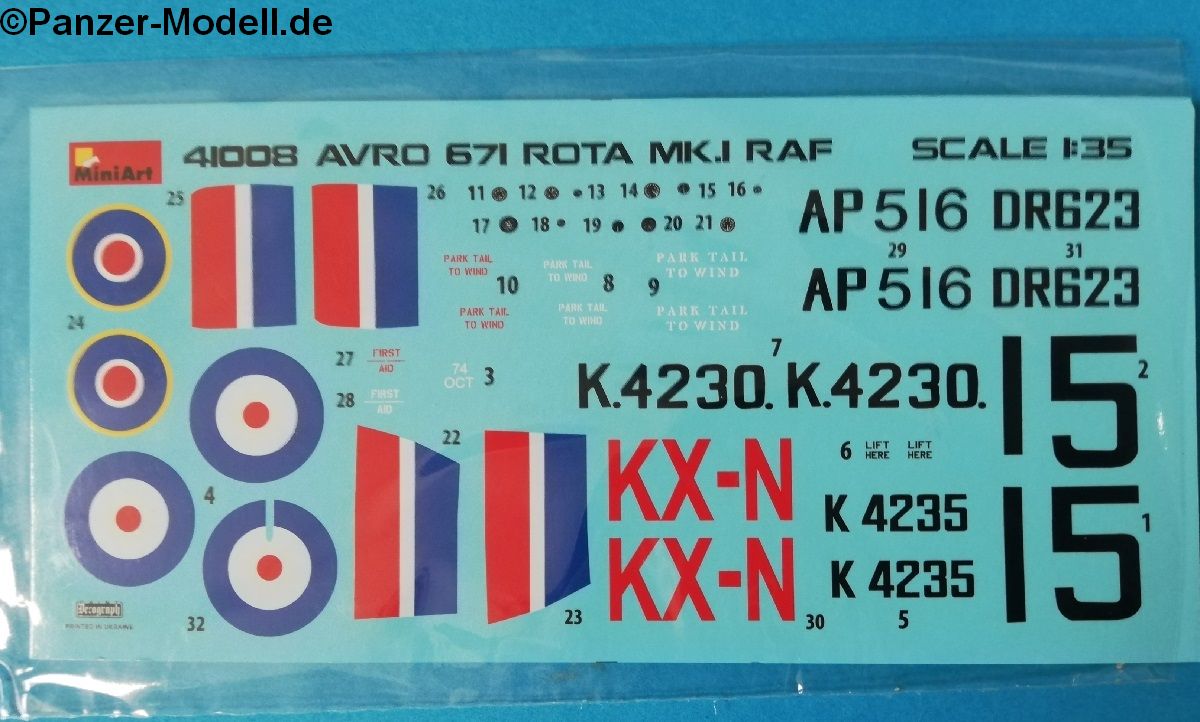 ©Panzer-Modell.de
MiniArt
41008 AVRO 671 ROTA MK.I RAF SCALE 1:35
25
26
11 12 13 14 15 16
17 18 19 20 21
AP516 DR623
29 31
AP516 DR623
PARK TAIL
TO WIND
PARK TAIL
TO WIND
PARK TAIL
TO WIND
10 8 9
PARK TAIL
TO WIND
PARK TAIL
TO WIND
PARK TAIL
TO WIND
24
27
FIRST
AID
28
FIRST
AID
74
OCT
3
7
K.4230. K.4230.
15
2
22
KX-N
6
LIFT
HERE
LIFT
HERE
4
K 4235
15
1
KX-N
K 4235
Decograph
PRINTED IN UKRAINE
32
23
30
5